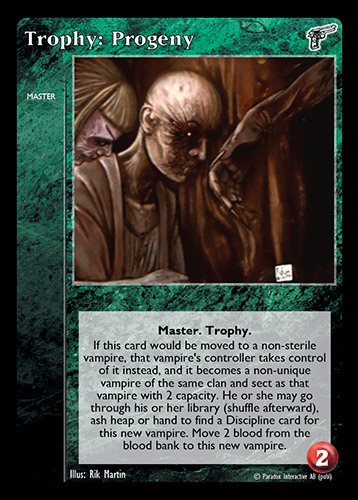 Trophy: Progeny
MASTER
Master. Trophy.
If this card would be moved to a non-sterile
vampire, that vampire's controller takes control
of it instead, and it becomes a non-unique
vampire of the same clan and sect as that
vampire with 2 capacity. He or she may go
through his or her library (shuffle afterward),
ash heap or hand to find a Discipline card for
this new vampire. Move 2 blood from the
blood bank to this new vampire.
2
Illus: Rik Martin
© Paradox Interactive AB (publ)